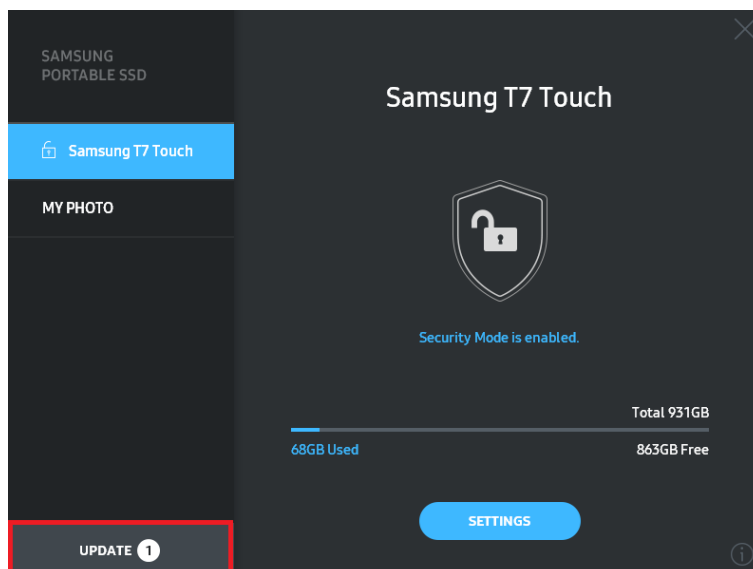 SAMSUNG
PORTABLE SSD
Samsung T7 Touch
MY PHOTO
UPDATE 1
Samsung T7 Touch
Security Mode is enabled.
Total 931GB
68GB Used
863GB Free
SETTINGS